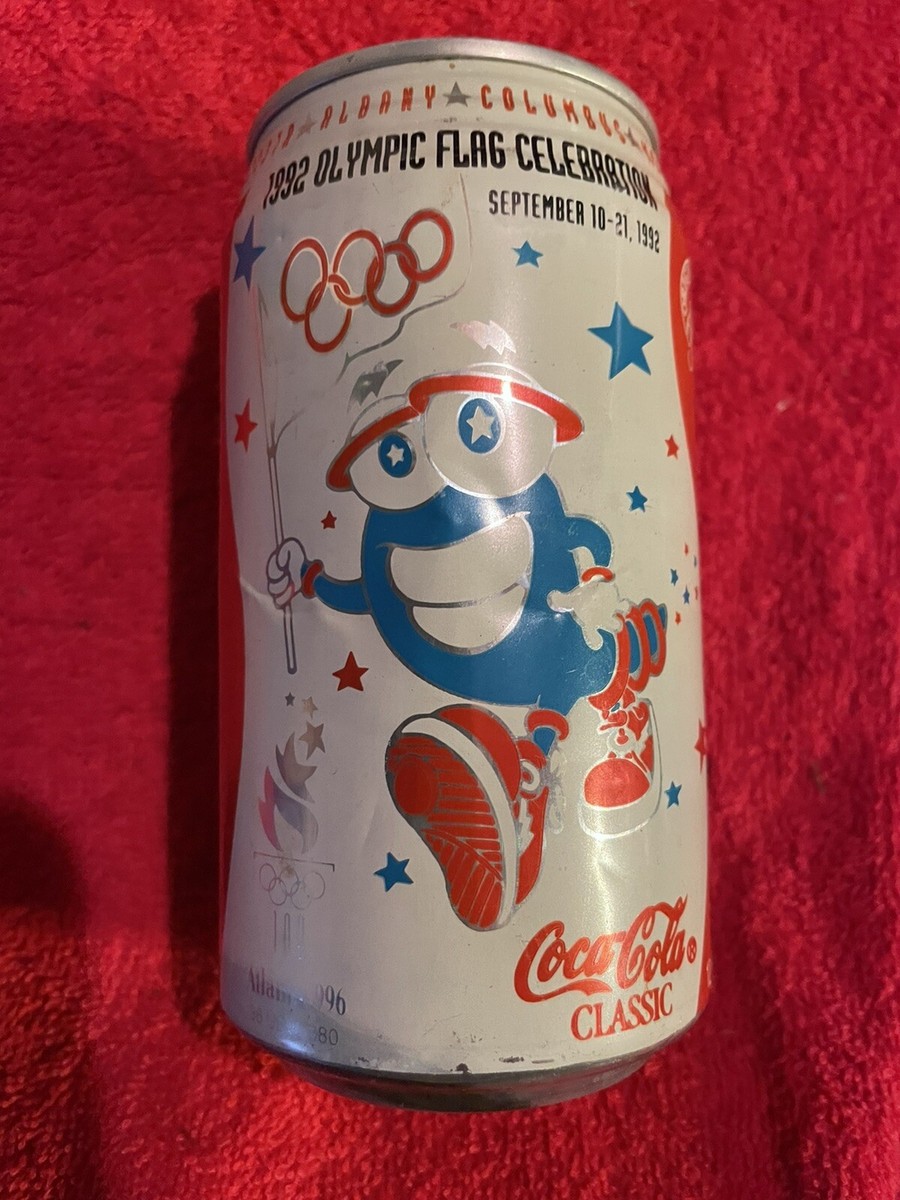 ALBANY ★ COLUMBUS
1992 OLYMPIC FLAG CELEBRATION
SEPTEMBER 10-21, 1992
Coca-Cola®
CLASSIC